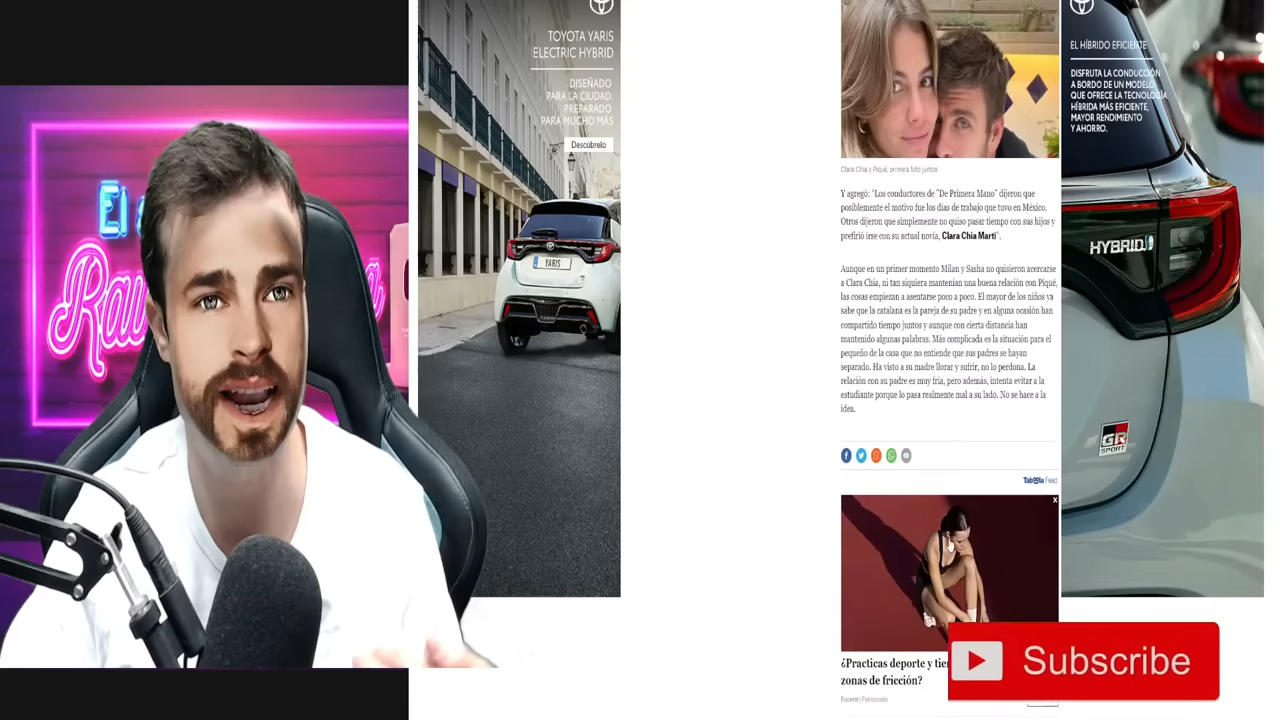 El
TOYOTA YARIS
ELECTRIC HYBRID
DISEÑADO
PARA LA CIUDAD.
PREPARADO
PARA MUCHO MÁS
Descúbrelo
YARIS
Clara Chía y Piqué, primera foto juntos
Y agregó: "Los conductores de "De Primera Mano" dijeron que
posiblemente el motivo fue los días de trabajo que tuvo en México.
Otros dijeron que simplemente no quiso pasar tiempo con sus hijos y
prefirió irse con su actual novia, Clara Chía Martí".
Aunque en un primer momento Milan y Sasha no quisieron acercarse
a Clara Chía, ni tan siquiera mantenían una buena relación con Piqué,
las cosas empiezan a asentarse poco a poco. El mayor de los niños ya
sabe que la catalana es la pareja de su padre y en alguna ocasión han
compartido tiempo juntos y aunque con cierta distancia han
mantenido algunas palabras. Más complicada es la situación para el
pequeño de la casa que no entiende que sus padres se hayan
separado. Ha visto a su madre llorar y sufrir, no lo perdona. La
relación con su padre es muy fría, pero además, intenta evitar a la
estudiante porque lo pasa realmente mal a su lado. No se hace a la
idea.
Taboola Feed
X
¿Practicas deporte y
zonas de fricción?
Eucerin | Patrocinado
EL HÍBRIDO EFICIENTE
DISFRUTA LA CONDUCCIÓN
A BORDO DE UN MODELO
QUE OFRECE LA TECNOLOGÍA
HÍBRIDA MÁS EFICIENTE,
MAYOR RENDIMIENTO
Y AHORRO.
HYBRID
GR
SPORT
Subscribe